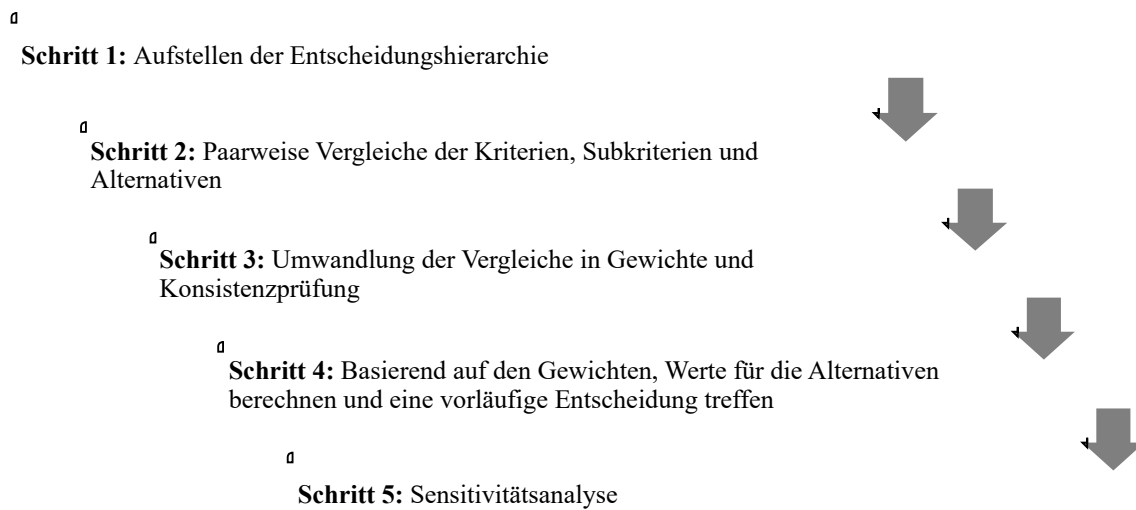 Schritt 1: Aufstellen der Entscheidungshierarchie
Schritt 2: Paarweise Vergleiche der Kriterien, Subkriterien und
Alternativen
Schritt 3: Umwandlung der Vergleiche in Gewichte und
Konsistenzprüfung
Schritt 4: Basierend auf den Gewichten, Werte für die Alternativen
berechnen und eine vorläufige Entscheidung treffen
Schritt 5: Sensitivitätsanalyse